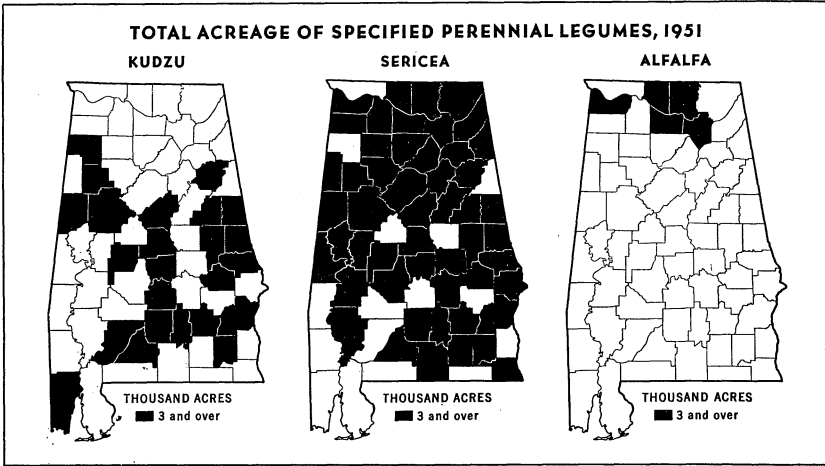 TOTAL ACREAGE OF SPECIFIED PERENNIAL LEGUMES, 1951
KUDZU
SERICEA
ALFALFA
THOUSAND ACRES
3 and over
THOUSAND ACRES
3 and over
THOUSAND ACRES
3 and over